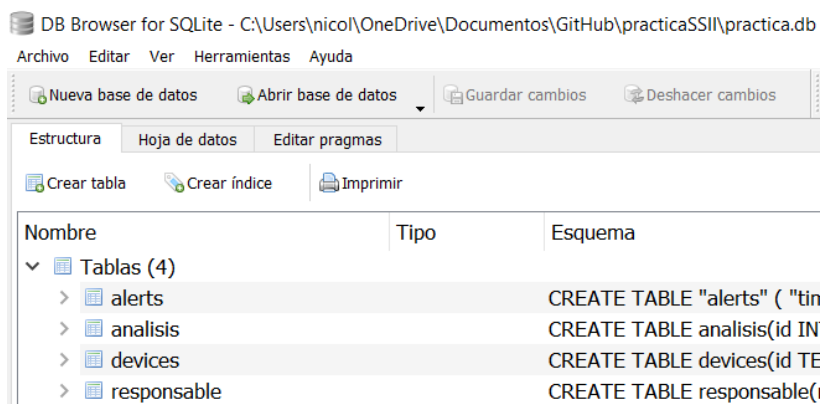 DB Browser for SQLite - C:\Users\nicol\OneDrive\Documentos\GitHub\practicaSSII\practica.db
Archivo Editar Ver Herramientas Ayuda
Nueva base de datos Abrir base de datos Guardar cambios Deshacer cambios
Estructura Hoja de datos Editar pragmas
Crear tabla Crear índice Imprimir
Nombre Tipo Esquema
Tablas (4)
alerts CREATE TABLE "alerts" ( "tim
analisis CREATE TABLE analisis(id IN
devices CREATE TABLE devices(id TE
responsable CREATE TABLE responsable(